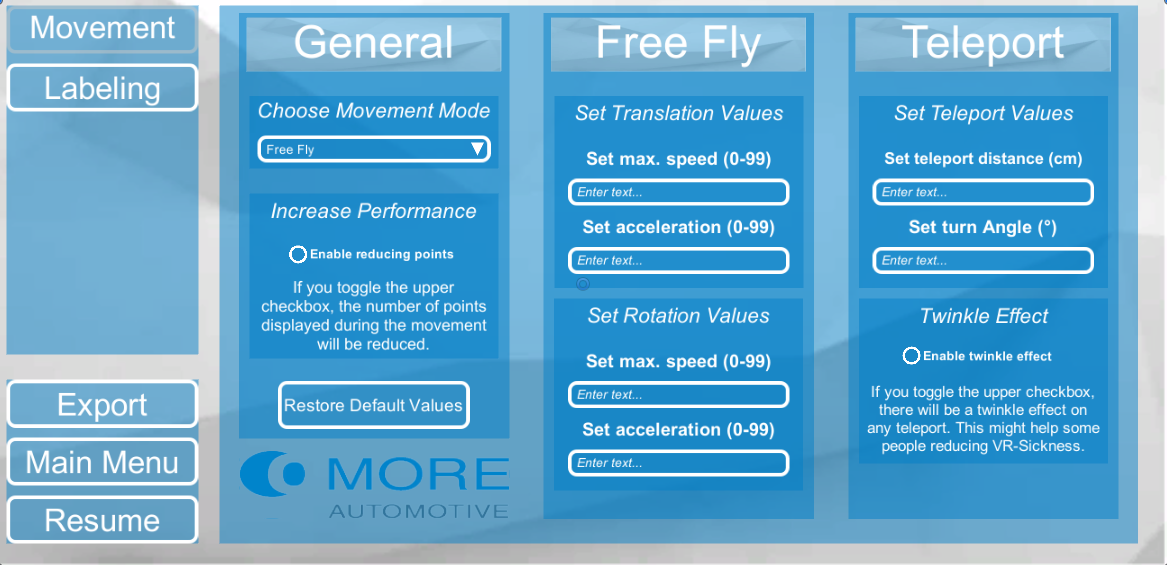 Movement
Labeling
Export
Main Menu
Resume
General
Choose Movement Mode
Free Fly
Increase Performance
Enable reducing points
If you toggle the upper
checkbox, the number of points
displayed during the movement
will be reduced.
Restore Default Values
MORE
AUTOMOTIVE
Free Fly
Set Translation Values
Set max. speed (0-99)
Enter text...
Set acceleration (0-99)
Enter text...
Set Rotation Values
Set max. speed (0-99)
Enter text...
Set acceleration (0-99)
Enter text...
Teleport
Set Teleport Values
Set teleport distance (cm)
Enter text...
Set turn Angle (°)
Enter text...
Twinkle Effect
Enable twinkle effect
If you toggle the upper checkbox,
there will be a twinkle effect on
any teleport. This might help some
people reducing VR-Sickness.